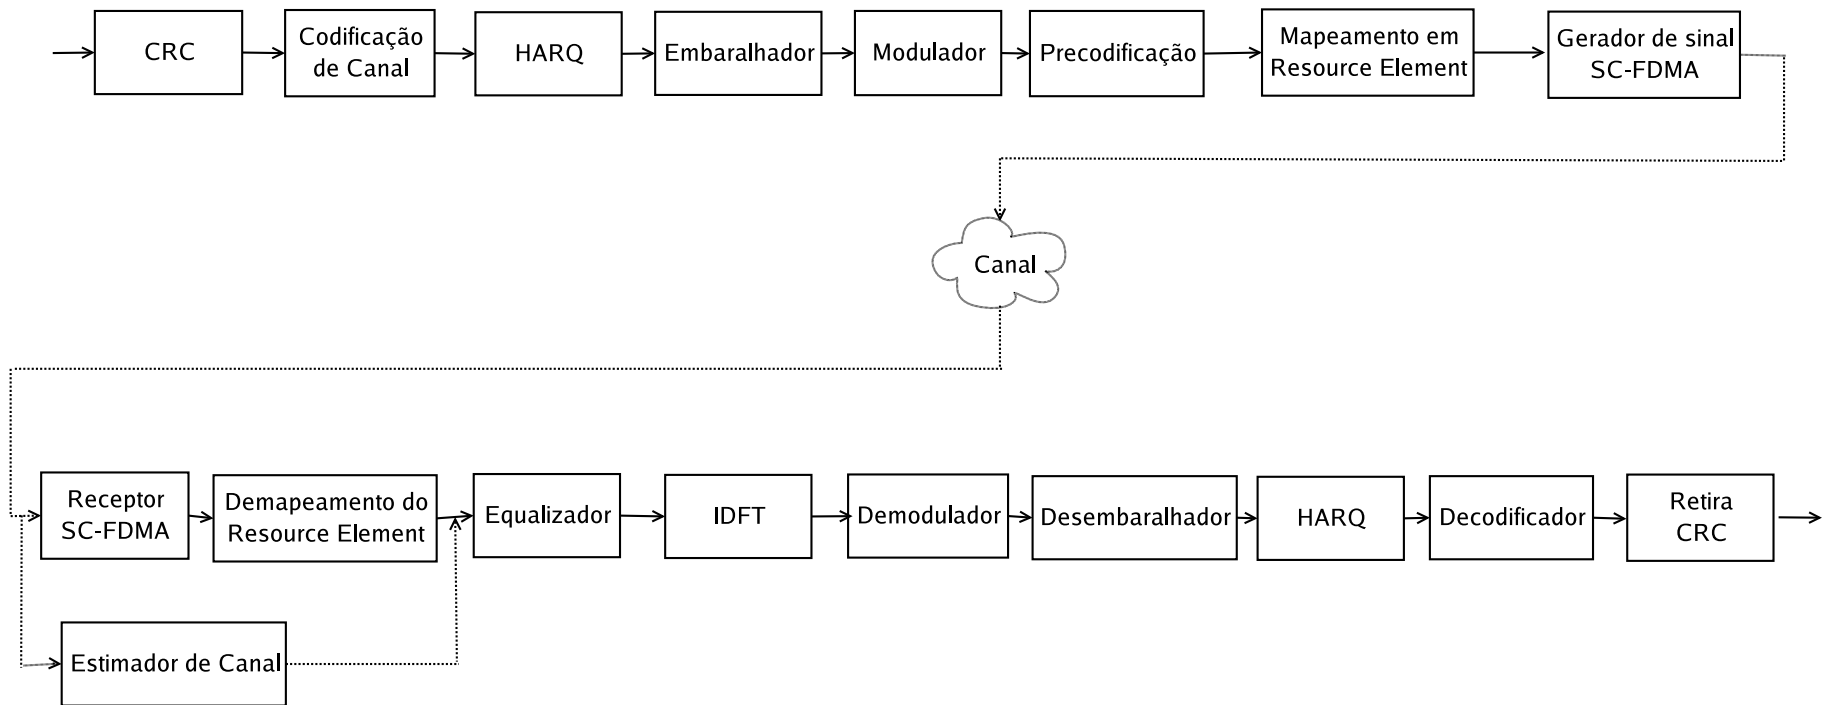 CRC
Codificação
de Canal
HARQ
Embaralhador
Modulador
Precodificação
Mapeamento em
Resource Element
Gerador de sinal
SC-FDMA
Canal
Receptor
SC-FDMA
Demapeamento do
Resource Element
Equalizador
IDFT
Demodulador
Desembaralhador
HARQ
Decodificador
Retira
CRC
Estimador de Canal